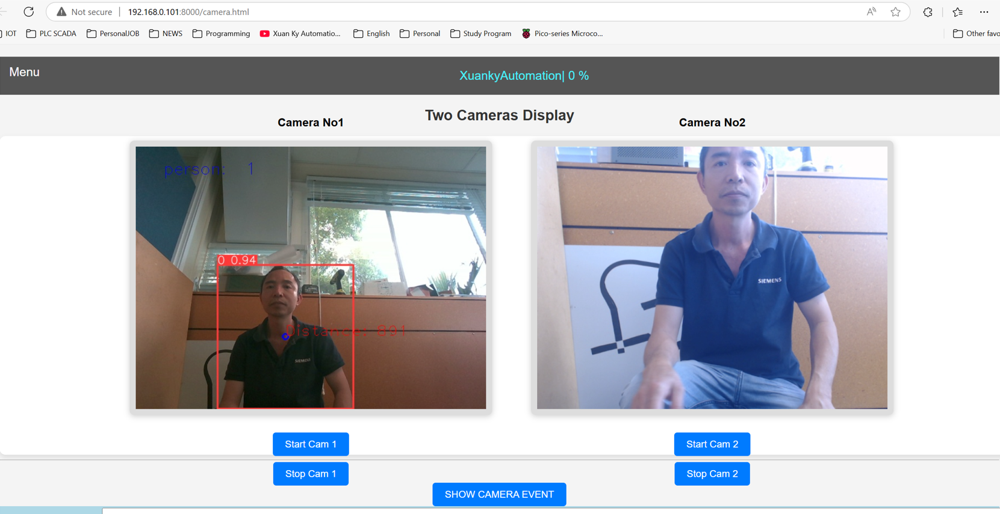 Not secure | 192.168.0.101:8000/camera.html
IOT PLC SCADA PersonalJOB NEWS Programming Xuan Ky Automatio... English Personal Study Program Pico-series Microco... Other favo
Menu
XuankyAutomation| 0 %
Two Cameras Display
Camera No1
Camera No2
person: 1
0 0.94
Distance: 891
SIEMENS
SIEMENS
Start Cam 1
Start Cam 2
Stop Cam 1
Stop Cam 2
SHOW CAMERA EVENT